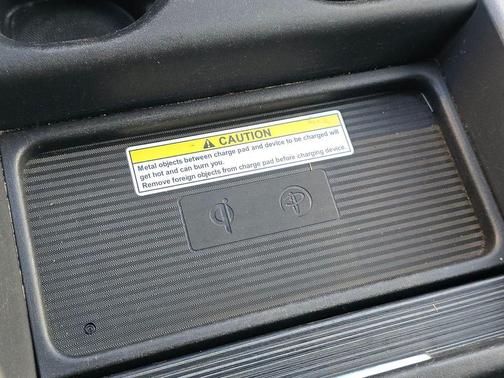 CAUTION
Metal objects between charge pad and device to be charged will
get hot and can burn you.
Remove foreign objects from charge pad before charging device.